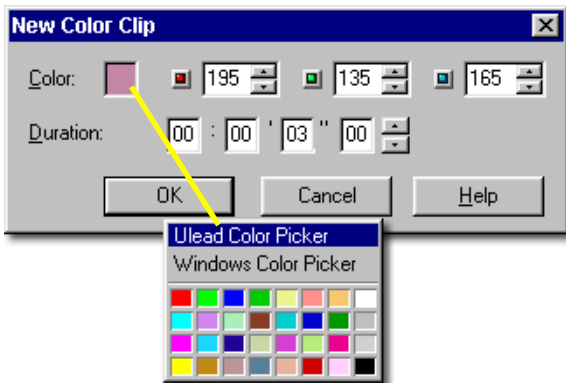 New Color Clip
Color: 195 135 165
Duration: 00 : 00 ' 03 " 00
OK Cancel Help
Ulead Color Picker
Windows Color Picker